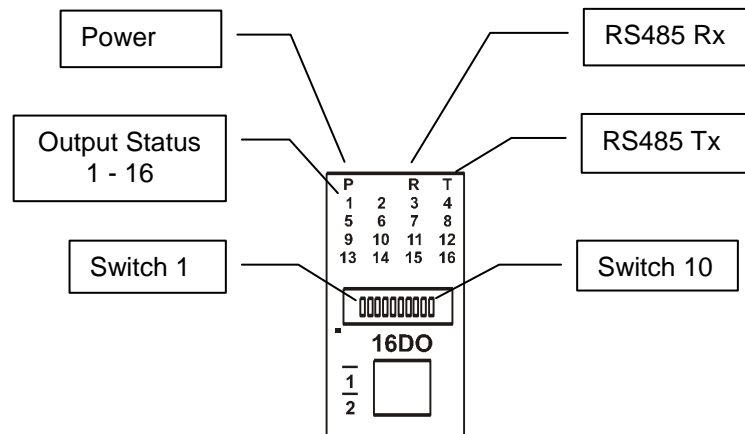 Power
RS485 Rx
Output Status
1 - 16
RS485 Tx
P R T
1 2 3 4
5 6 7 8
9 10 11 12
13 14 15 16
Switch 1
Switch 10
16DO
1
2